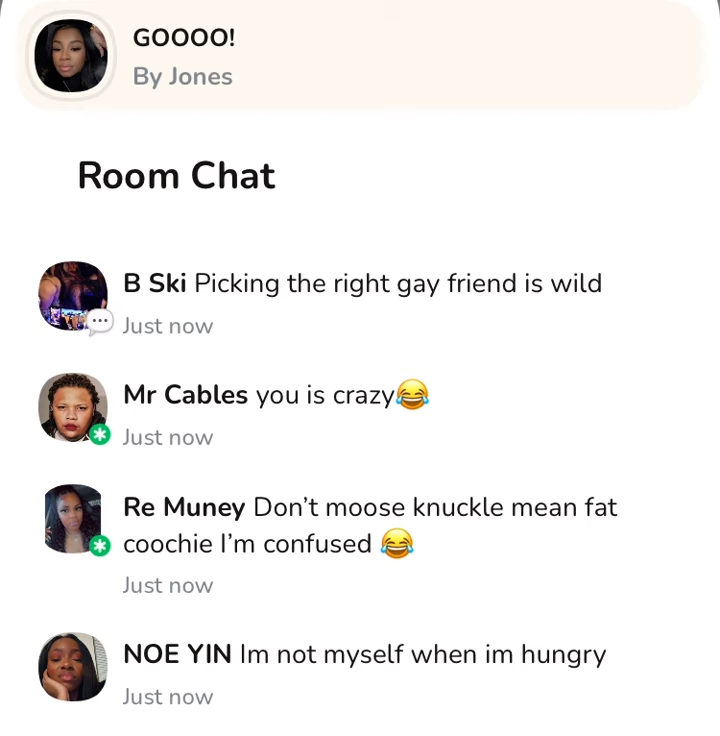 GOOOO!
By Jones
Room Chat
B Ski Picking the right gay friend is wild
Just now
Mr Cables you is crazy😂
Just now
Re Muney Don’t moose knuckle mean fat
coochie I’m confused 😂
Just now
NOE YIN Im not myself when im hungry
Just now